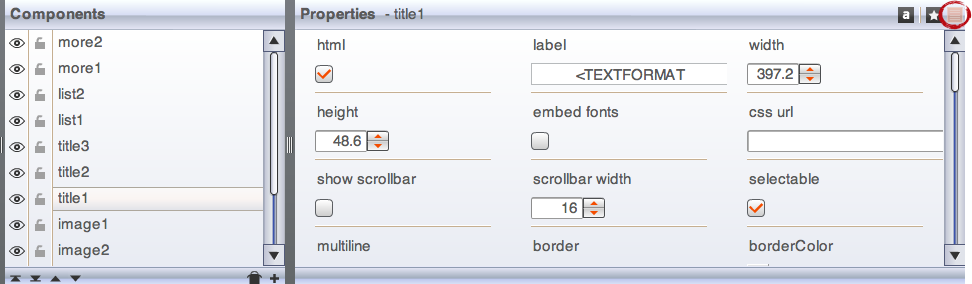 Components
more2
more1
list2
list1
title3
title2
title1
image1
image2
Properties - title1
a
html label width
<TEXTFORMAT 397.2
height embed fonts css url
48.6
show scrollbar scrollbar width selectable
16
multiline border borderColor